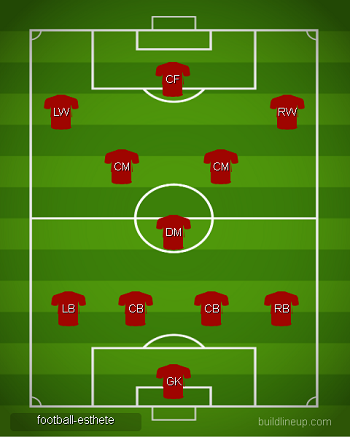 CF
LW RW
CM CM
DM
LB CB CB RB
GK
football-esthete buildlineup.com